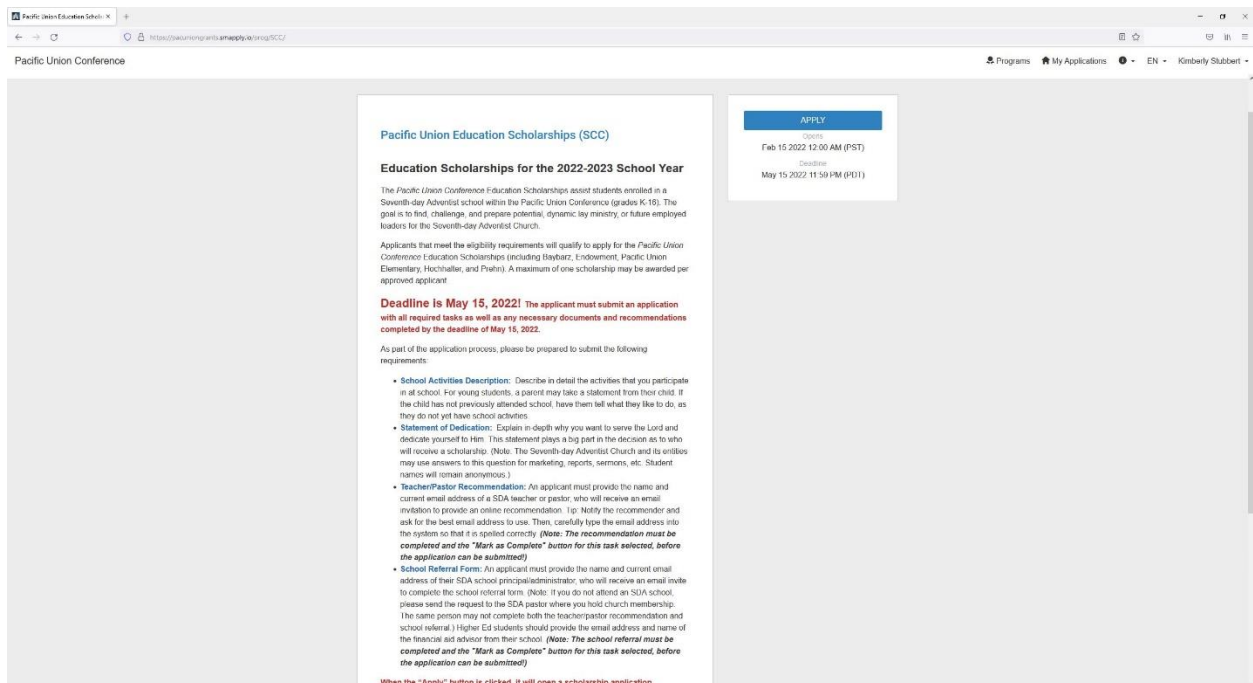 Pacific Union Education Schola
https://pacuniongrants.smapply.io/prog/SCC/
Pacific Union Conference
Programs My Applications EN Kimberly Stubbert
Pacific Union Education Scholarships (SCC)
Education Scholarships for the 2022-2023 School Year
The Pacific Union Conference Education Scholarships assist students enrolled in a
Seventh-day Adventist school within the Pacific Union Conference (grades K-16). The
goal is to find, challenge, and prepare potential, dynamic lay ministry, or future employed
leaders for the Seventh-day Adventist Church.
Applicants that meet the eligibility requirements will qualify to apply for the Pacific Union
Conference Education Scholarships (including Baybarz, Endowment, Pacific Union
Elementary, Hochhalter, and Prehn). A maximum of one scholarship may be awarded per
approved applicant
Deadline is May 15, 2022! The applicant must submit an application
with all required tasks as well as any necessary documents and recommendations
completed by the deadline of May 15, 2022.
As part of the application process, please be prepared to submit the following
requirements
• School Activities Description: Describe in detail the activities that you participate
in at school. For young students, a parent may take a statement from their child. If
the child has not previously attended school, have them tell what they like to do, as
they do not yet have school activities.
• Statement of Dedication: Explain in-depth why you want to serve the Lord and
dedicate yourself to Him. This statement plays a big part in the decision as to who
will receive a scholarship. (Note: The Seventh-day Adventist Church and its entities
may use answers to this question for marketing, reports, sermons, etc. Student
names will remain anonymous.)
• Teacher/Pastor Recommendation: An applicant must provide the name and
current email address of a SDA teacher or pastor, who will receive an email
invitation to provide an online recommendation. Tip: Notify the recommender and
ask for the best email address to use. Then, carefully type the email address into
the system so that it is spelled correctly. (Note: The recommendation must be
completed and the "Mark as Complete" button for this task selected, before
the application can be submitted!)
• School Referral Form: An applicant must provide the name and current email
address of their SDA school principal/administrator, who will receive an email invite
to complete the school referral form. (Note: If you do not attend an SDA school,
please send the request to the SDA pastor where you hold church membership.
The same person may not complete both the teacher/pastor recommendation and
school referral.) Higher Ed students should provide the email address and name of
the financial aid advisor from their school. (Note: The school referral must be
completed and the "Mark as Complete" button for this task selected, before
the application can be submitted!)
When the "Apply" button is clicked, it will open a scholarship application
APPLY
Opens
Feb 15 2022 12:00 AM (PST)
Deadline
May 15 2022 11:59 PM (PDT)